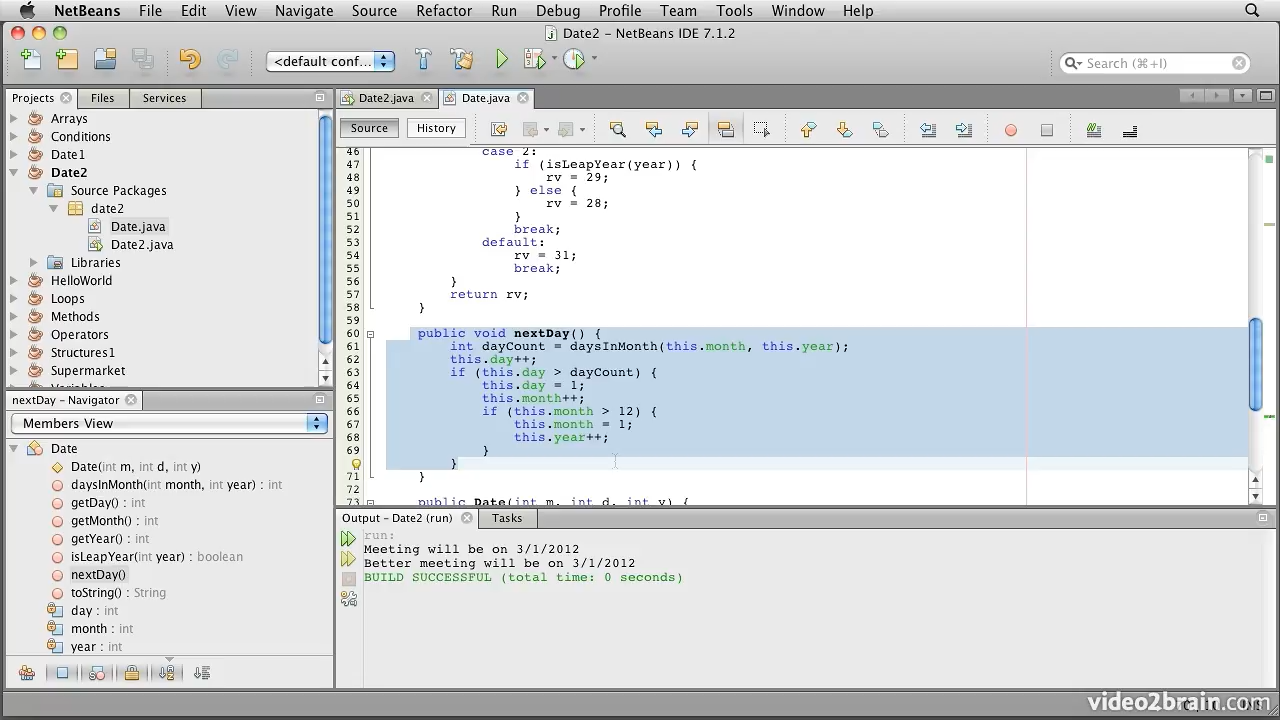 NetBeans File Edit View Navigate Source Refactor Run Debug Profile Team Tools Window Help
Date2 – NetBeans IDE 7.1.2
<default conf... Search (⌘+I)
Projects Files Services
Arrays
Conditions
Date1
Date2
Source Packages
date2
Date.java
Date2.java
Libraries
HelloWorld
Loops
Methods
Operators
Structures1
Supermarket
nextDay – Navigator
Members View
Date
Date(int m, int d, int y)
daysInMonth(int month, int year) : int
getDay() : int
getMonth() : int
getYear() : int
isLeapYear(int year) : boolean
nextDay()
toString() : String
day : int
month : int
year : int
Date2.java Date.java
Source History
46 case 2:
47 if (isLeapYear(year)) {
48 rv = 29;
49 } else {
50 rv = 28;
51 }
52 break;
53 default:
54 rv = 31;
55 break;
56 }
57 return rv;
58 }
59
60 public void nextDay() {
61 int dayCount = daysInMonth(this.month, this.year);
62 this.day++;
63 if (this.day > dayCount) {
64 this.day = 1;
65 this.month++;
66 if (this.month > 12) {
67 this.month = 1;
68 this.year++;
69 }
}
71 }
72
73 public Date(int m, int d, int y) {
Output – Date2 (run) Tasks
run:
Meeting will be on 3/1/2012
Better meeting will be on 3/1/2012
BUILD SUCCESSFUL (total time: 0 seconds)
video2brain.com